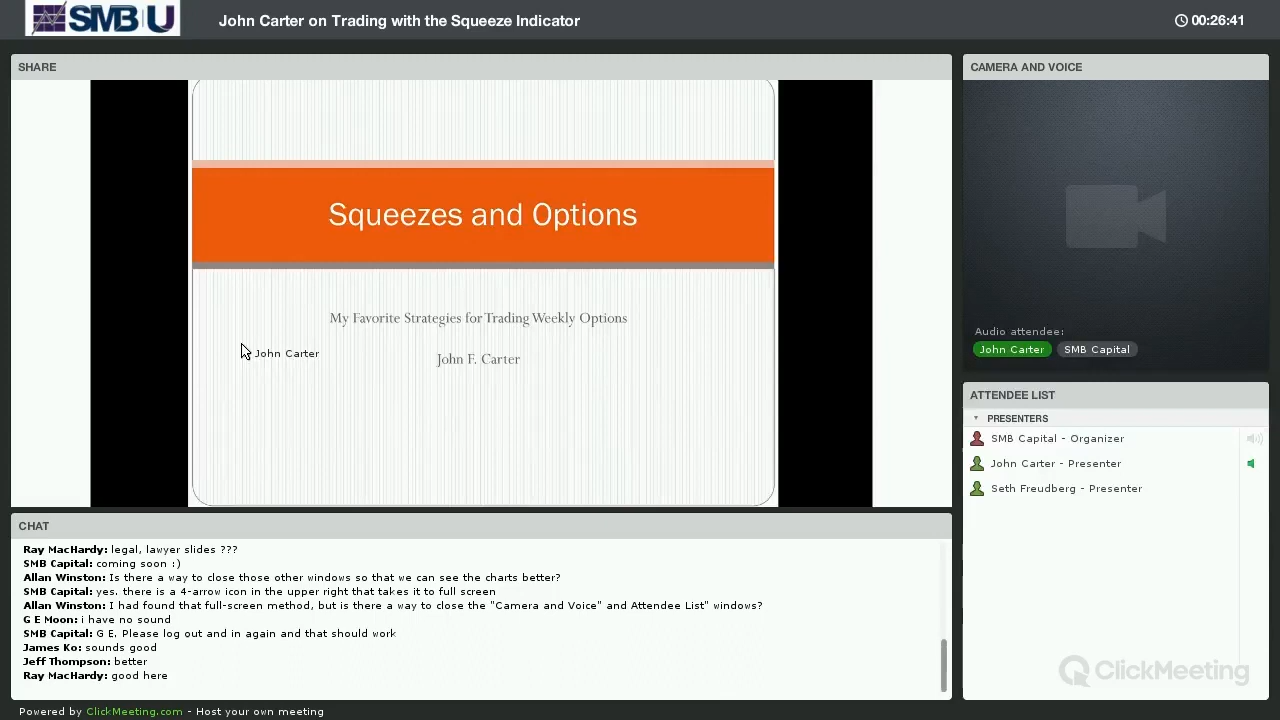 SMB U
John Carter on Trading with the Squeeze Indicator
00:26:41
SHARE
Squeezes and Options
My Favorite Strategies for Trading Weekly Options
John Carter
John F. Carter
CAMERA AND VOICE
Audio attendee:
John Carter SMB Capital
ATTENDEE LIST
PRESENTERS
SMB Capital - Organizer
John Carter - Presenter
Seth Freudberg - Presenter
CHAT
Ray MacHardy: legal, lawyer slides ???
SMB Capital: coming soon :)
Allan Winston: Is there a way to close those other windows so that we can see the charts better?
SMB Capital: yes. there is a 4-arrow icon in the upper right that takes it to full screen
Allan Winston: I had found that full-screen method, but is there a way to close the "Camera and Voice" and Attendee List" windows?
G E Moon: i have no sound
SMB Capital: G E. Please log out and in again and that should work
James Ko: sounds good
Jeff Thompson: better
Ray MacHardy: good here
ClickMeeting
Powered by ClickMeeting.com - Host your own meeting